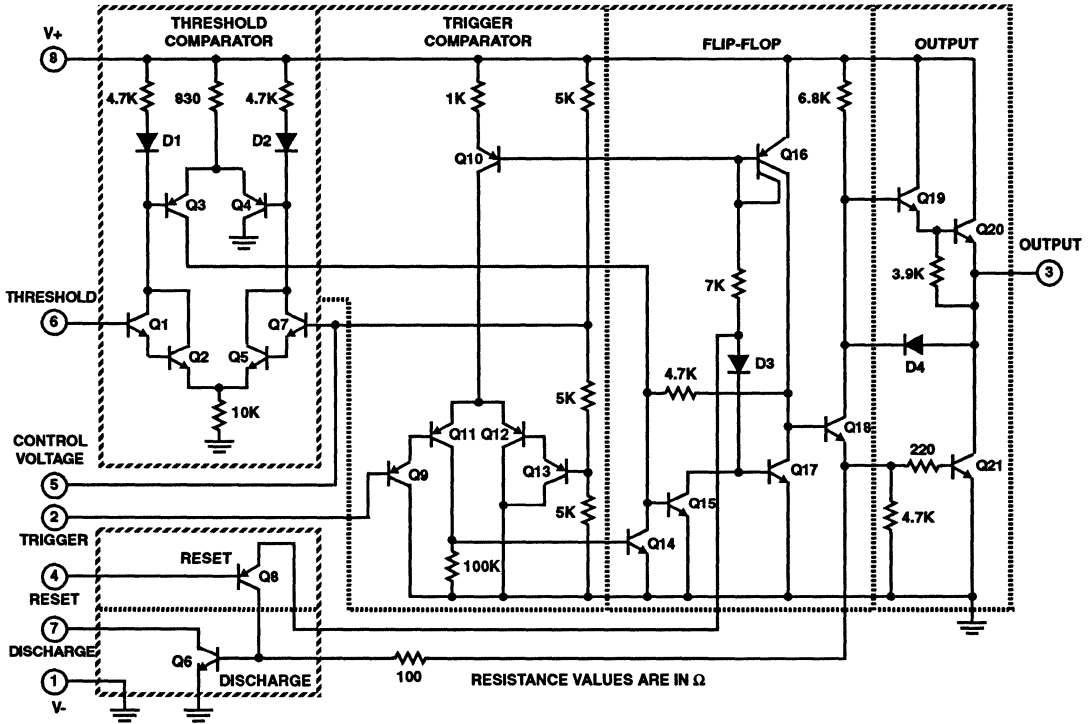 THRESHOLD
COMPARATOR
TRIGGER
COMPARATOR
FLIP-FLOP
OUTPUT
V+
8
4.7K
830
4.7K
1K
5K
6.8K
D1
D2
Q10
Q16
Q3
Q4
Q19
Q20
OUTPUT
3
3.9K
7K
THRESHOLD
6
Q1
Q7
Q2
Q5
D3
D4
4.7K
5K
10K
Q11
Q12
Q18
CONTROL
VOLTAGE
5
Q9
Q13
Q17
220
Q21
2
TRIGGER
5K
Q15
4.7K
Q14
100K
RESET
4
RESET
Q8
7
DISCHARGE
Q6
DISCHARGE
100
RESISTANCE VALUES ARE IN Ω
1
V-